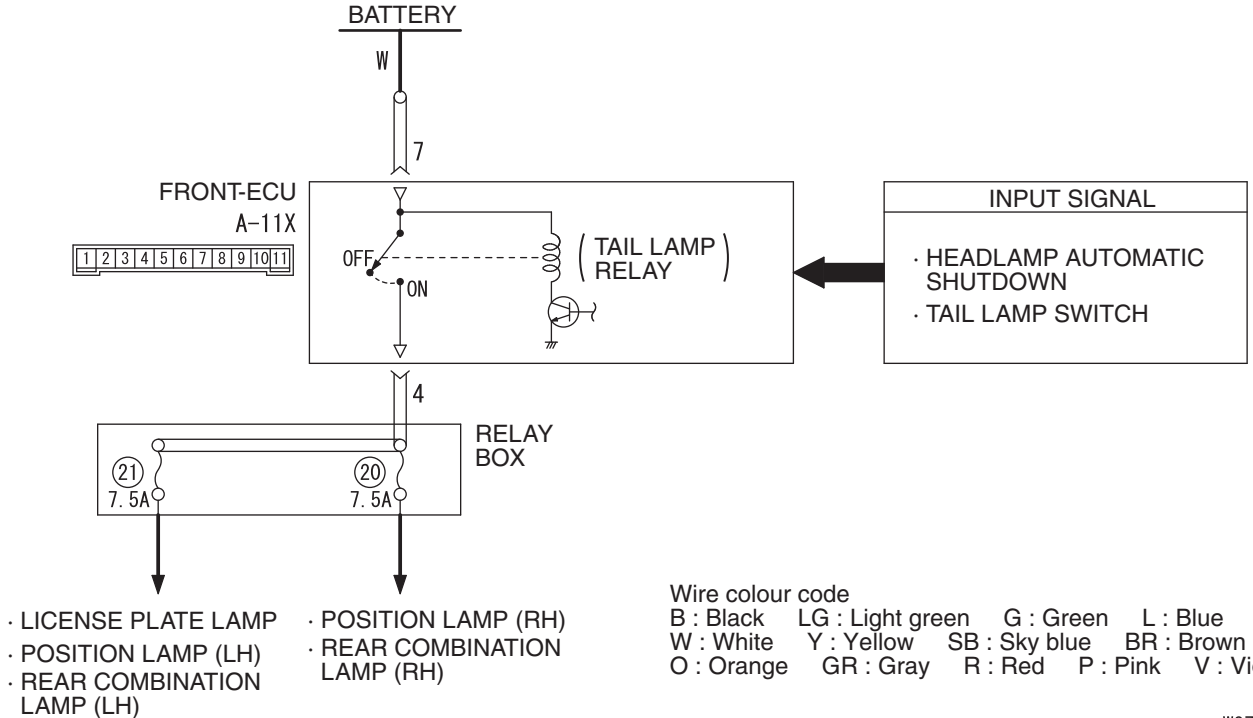 BATTERY
W
7
FRONT-ECU
A-11X
1 2 3 4 5 6 7 8 9 10 11
OFF
ON
(TAIL LAMP
RELAY)
INPUT SIGNAL
· HEADLAMP AUTOMATIC
SHUTDOWN
· TAIL LAMP SWITCH
4
RELAY
BOX
21
7.5A
20
7.5A
· LICENSE PLATE LAMP
· POSITION LAMP (LH)
· REAR COMBINATION
LAMP (LH)
· POSITION LAMP (RH)
· REAR COMBINATION
LAMP (RH)
Wire colour code
B : Black LG : Light green G : Green L : Blue
W : White Y : Yellow SB : Sky blue BR : Brown
O : Orange GR : Gray R : Red P : Pink V :